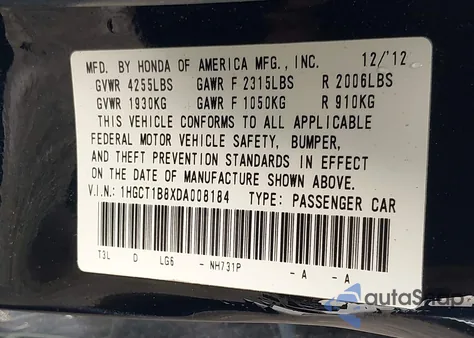 MFD. BY HONDA OF AMERICA MFG., INC. 12/'12
GVWR 4255LBS GAWR F 2315LBS R 2006LBS
GVWR 1930KG GAWR F 1050KG R 910KG
THIS VEHICLE CONFORMS TO ALL APPLICABLE
FEDERAL MOTOR VEHICLE SAFETY, BUMPER,
AND THEFT PREVENTION STANDARDS IN EFFECT
ON THE DATE OF MANUFACTURE SHOWN ABOVE.
V.I.N.: 1HGCT1B8XDA008184 TYPE: PASSENGER CAR
T3L D LG5 - NH731P - A - A
autaShop